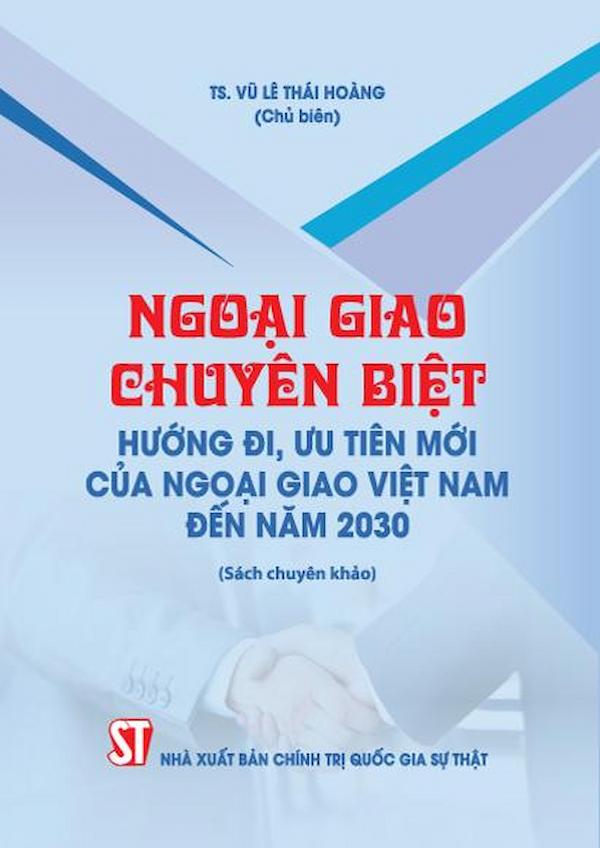 TS. VŨ LÊ THÁI HOÀNG
(Chủ biên)
NGOẠI GIAO
CHUYÊN BIỆT
HƯỚNG ĐI, ƯU TIÊN MỚI
CỦA NGOẠI GIAO VIỆT NAM
ĐẾN NĂM 2030
(Sách chuyên khảo)
ST
NHÀ XUẤT BẢN CHÍNH TRỊ QUỐC GIA SỰ THẬT